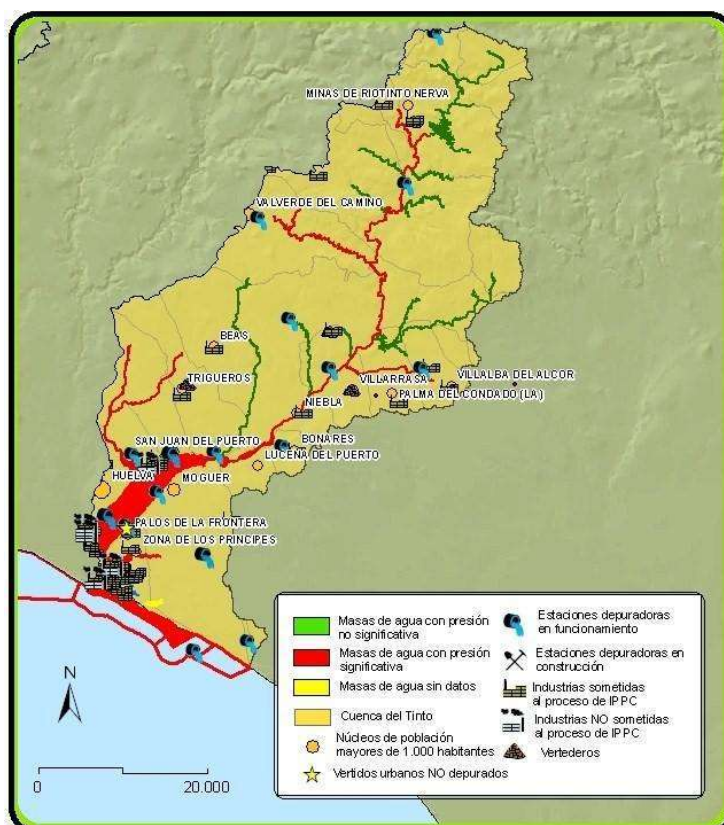 MINAS DE RIOTINTO NERVA
VALVERDE DEL CAMINO
BEAS
TRIGUEROS
VILLARRASA
VILLALBA DEL ALCOR
PALMA DEL CONDADO (LA)
NIEBLA
SAN JUAN DEL PUERTO
BONARES
LUCENA DEL PUERTO
HUELVA
MOGUER
PALOS DE LA FRONTERA
ZONA DE LOS PRINCIPES
N
0
20.000
Masas de agua con presión
no significativa
Masas de agua con presión
significativa
Masas de agua sin datos
Cuenca del Tinto
Núcleos de población
mayores de 1.000 habitantes
Vertidos urbanos NO depurados
Estaciones depuradoras
en funcionamiento
Estaciones depuradoras en
construcción
Industrias sometidas
al proceso de IPPC
Industrias NO sometidas
al proceso de IPPC
Vertederos